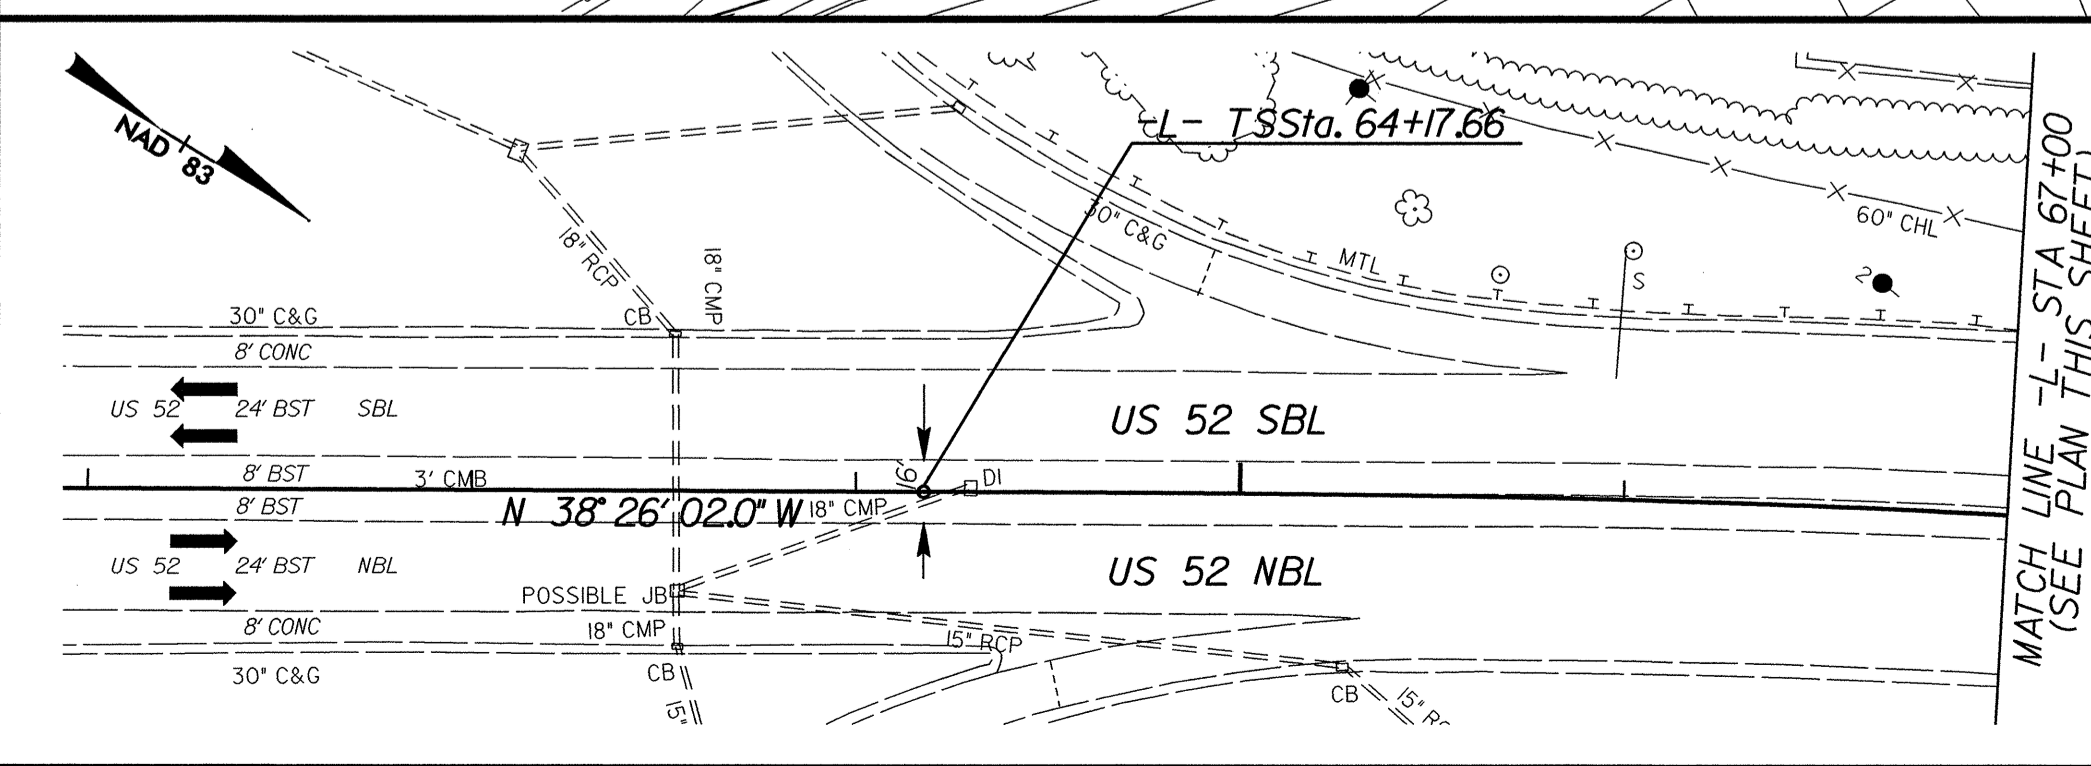 NAD 83
-L- TSSta. 64+17.66
30" C&G
MTL
60" CHL
S
2
18" RCP
18" CMP
30" C&G
CB
8' CONC
US 52 24' BST SBL
US 52 SBL
8' BST
3' CMB
19'
DI
8' BST
N 38° 26' 02.0" W
18" CMP
US 52 24' BST NBL
US 52 NBL
POSSIBLE JB
8' CONC
18" CMP
15" RCP
30" C&G
CB
15"
CB
15"
MATCH LINE -L- STA 67+00
(SEE PLAN THIS SHEET)